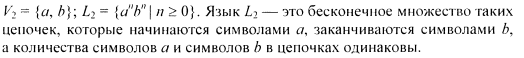 V₂ = {a, b}; L₂ = {aⁿbⁿ | n ≥ 0}. Язык L₂ — это бесконечное множество таких
цепочек, которые начинаются символами a, заканчиваются символами b,
а количества символов a и символов b в цепочках одинаковы.